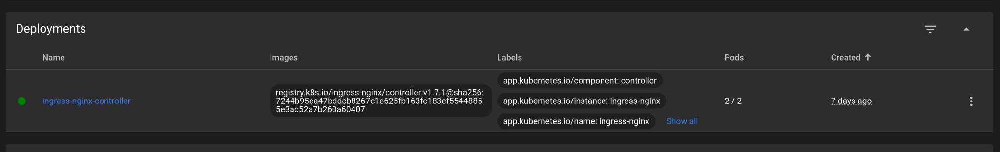 Deployments
Name Images Labels Pods Created
ingress-nginx-controller
registry.k8s.io/ingress-nginx/controller:v1.7.1@sha256:
7244b95ea47bddcb8267c1e625fb163fc183ef5544885
5e3ac52a7b260a60407
app.kubernetes.io/component: controller
app.kubernetes.io/instance: ingress-nginx
app.kubernetes.io/name: ingress-nginx Show all
2 / 2
7 days ago